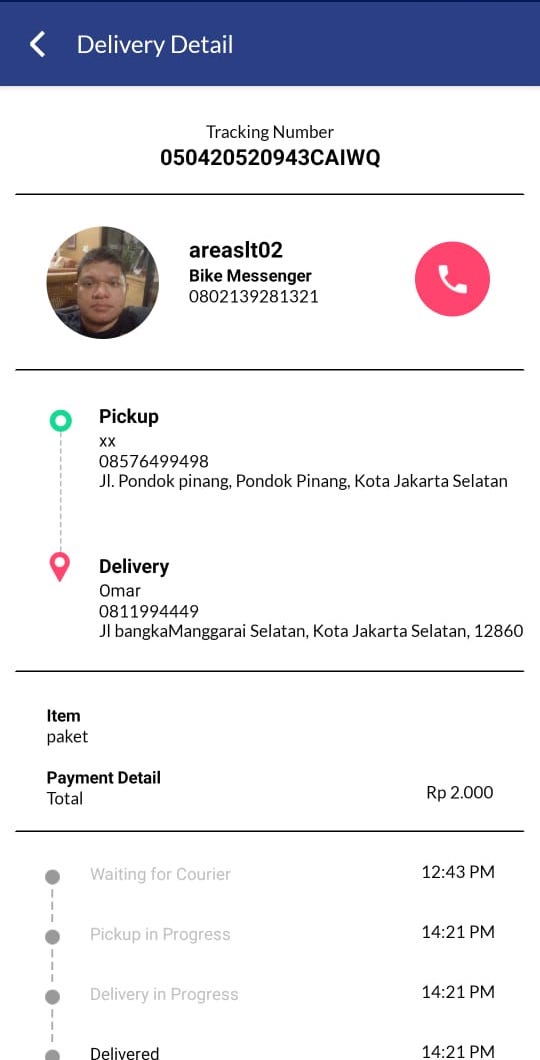 Delivery Detail
Tracking Number
050420520943CAIWQ
areaslt02
Bike Messenger
0802139281321
Pickup
xx
08576499498
Jl. Pondok pinang, Pondok Pinang, Kota Jakarta Selatan
Delivery
Omar
0811994449
Jl bangkaManggarai Selatan, Kota Jakarta Selatan, 12860
Item
paket
Payment Detail
Total Rp 2.000
Waiting for Courier 12:43 PM
Pickup in Progress 14:21 PM
Delivery in Progress 14:21 PM
Delivered 14:21 PM